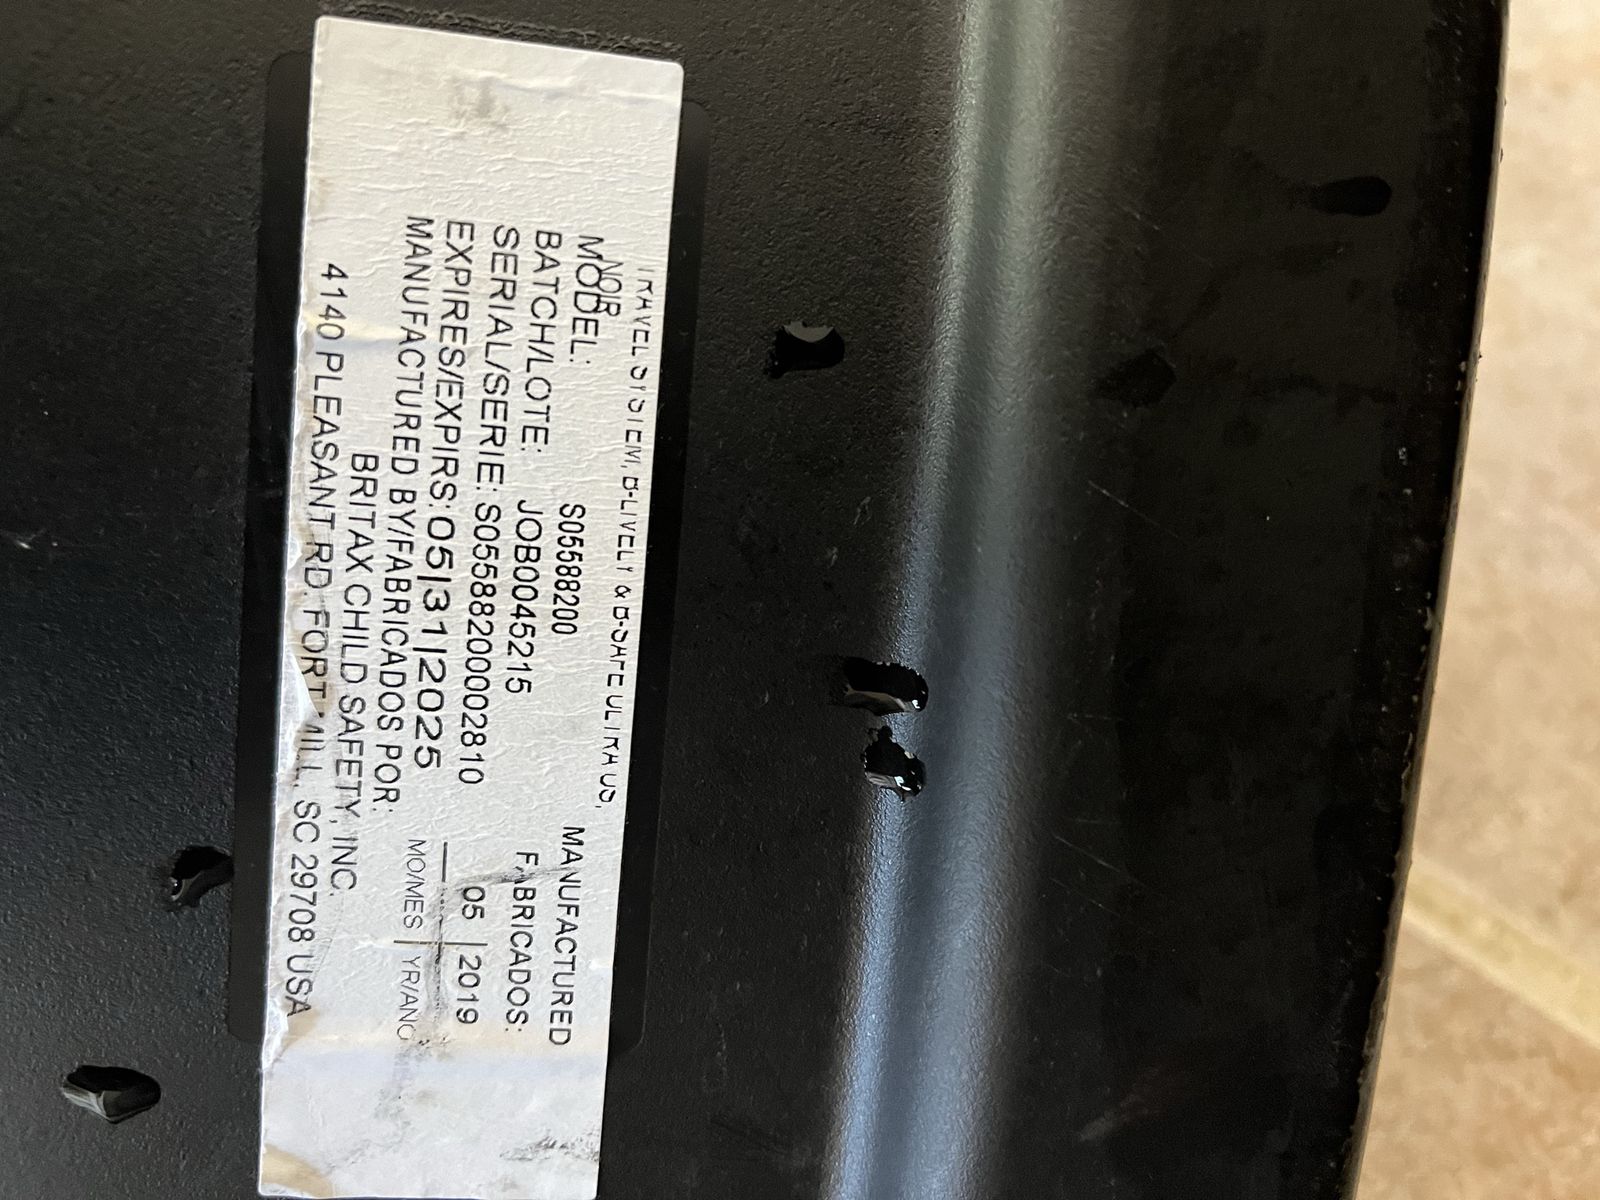 TRAVEL SYSTEM, B-LIVELY & B-SAFE ULTRA US,
NOIR
MODEL: S05588200
BATCH/LOTE: JOB0045215
SERIAL/SERIE: S05588200002810
EXPIRES/EXPIRS: 05|31|2025
MANUFACTURED BY/FABRICADOS POR:
BRITAX CHILD SAFETY, INC.
4140 PLEASANT RD. FORT MILL, SC 29708 USA
MANUFACTURED
FABRICADOS:
05 | 2019
MO/MES | YR/ANO